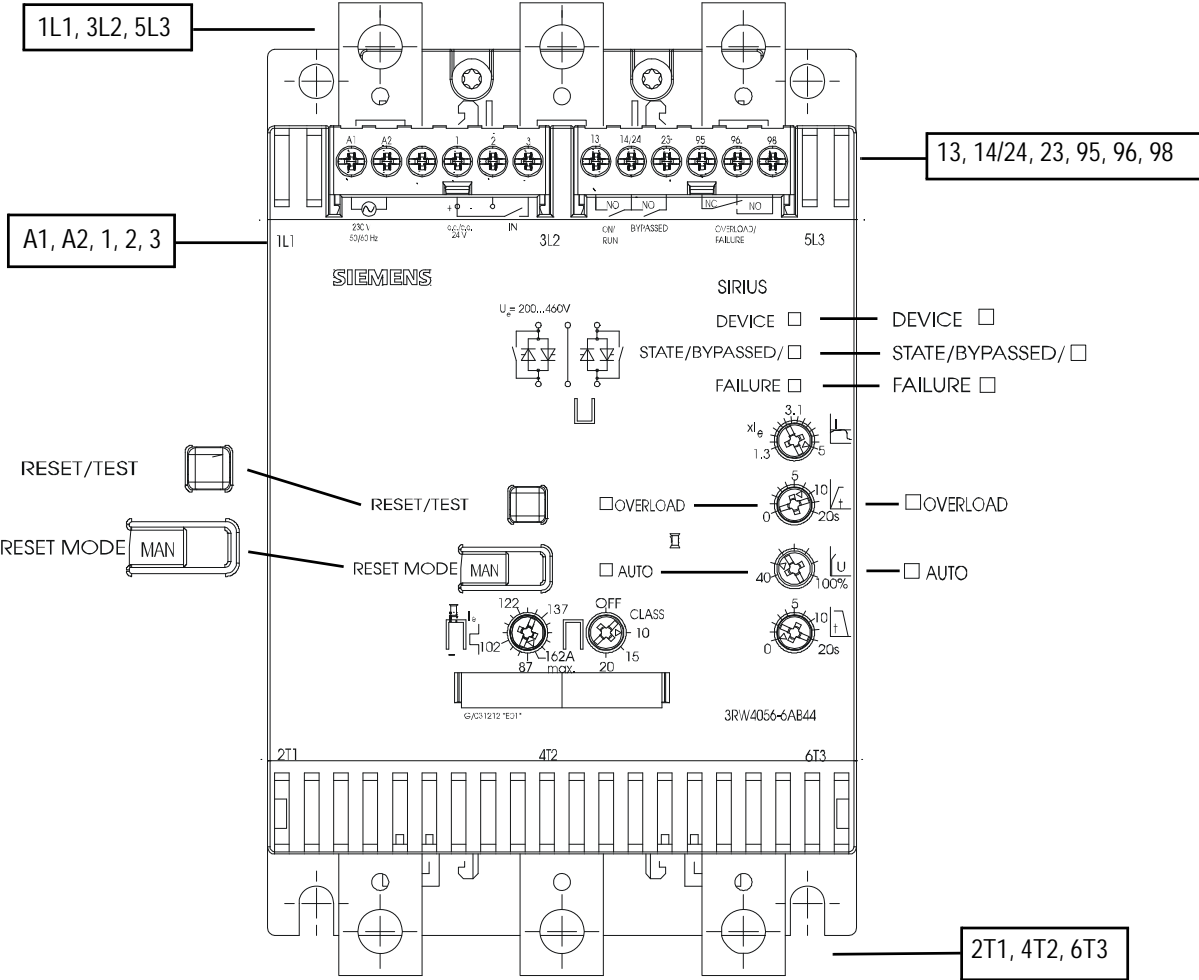 1L1, 3L2, 5L3
A1 A2 1 2 3 13 14/24 23 95 96 98
13, 14/24, 23, 95, 96, 98
A1, A2, 1, 2, 3
230 V
50/60 Hz
+ -
24 V
IN
NO NO NC NO
ON/
RUN
BYPASSED
OVERLOAD/
FAILURE
1L1 3L2 5L3
SIEMENS
SIRIUS
Ue= 200...460V
DEVICE DEVICE
STATE/BYPASSED/ STATE/BYPASSED/
FAILURE FAILURE
xIe 1.3 3.1 5 I
RESET/TEST
RESET/TEST
OVERLOAD 0 5 10 20s t OVERLOAD
RESET MODE MAN
RESET MODE MAN
AUTO 40 100% U AUTO
Ie 102 122 137 162A max. 87
OFF CLASS 10 15 20
0 5 10 20s t
G/031212 *E01*
3RW4056-6AB44
2T1 4T2 6T3
2T1, 4T2, 6T3